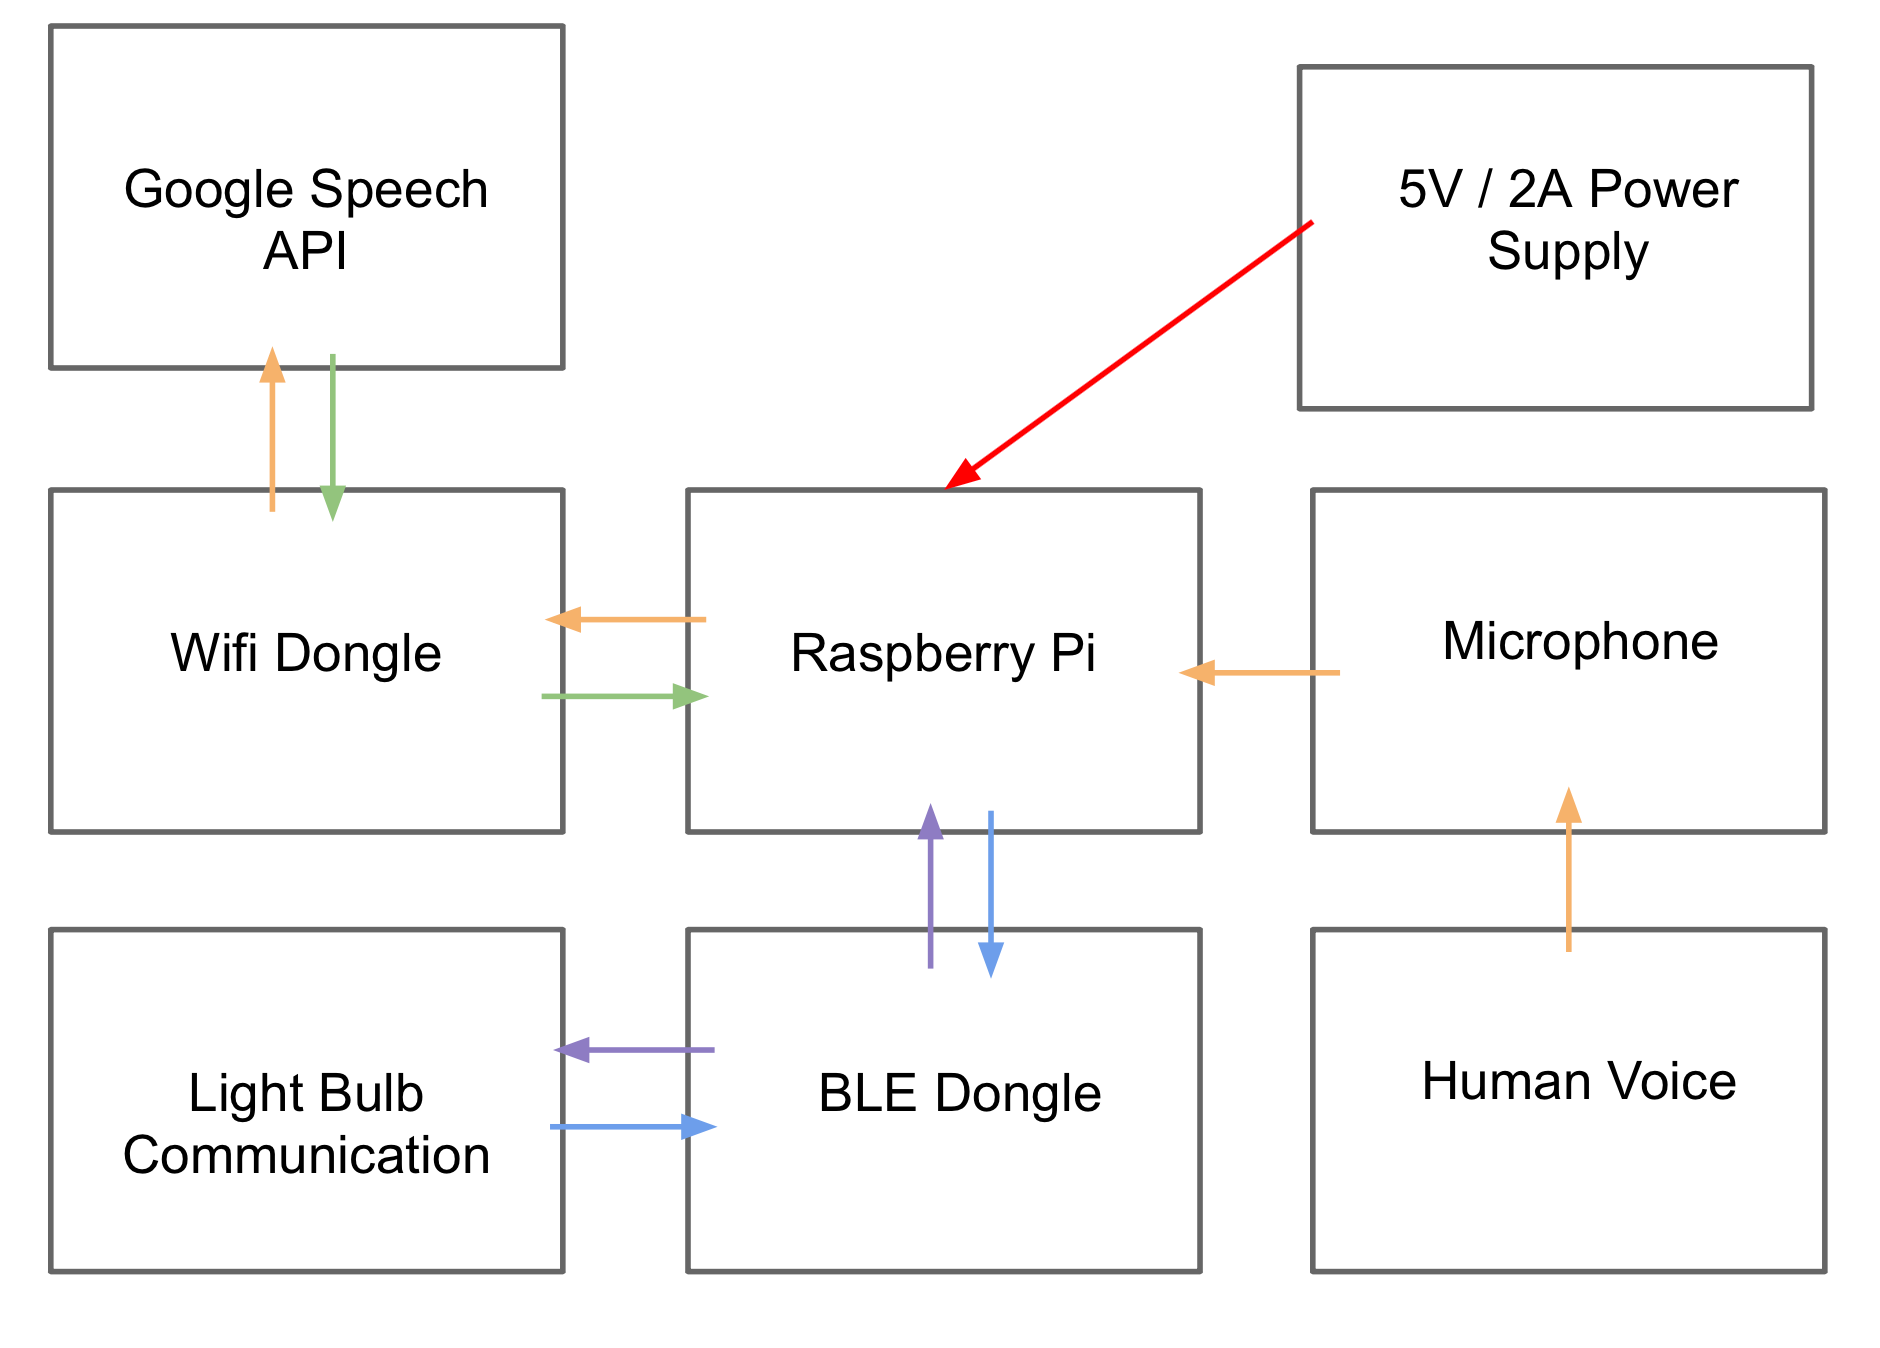 Google Speech
API
5V / 2A Power
Supply
Wifi Dongle
Raspberry Pi
Microphone
Light Bulb
Communication
BLE Dongle
Human Voice